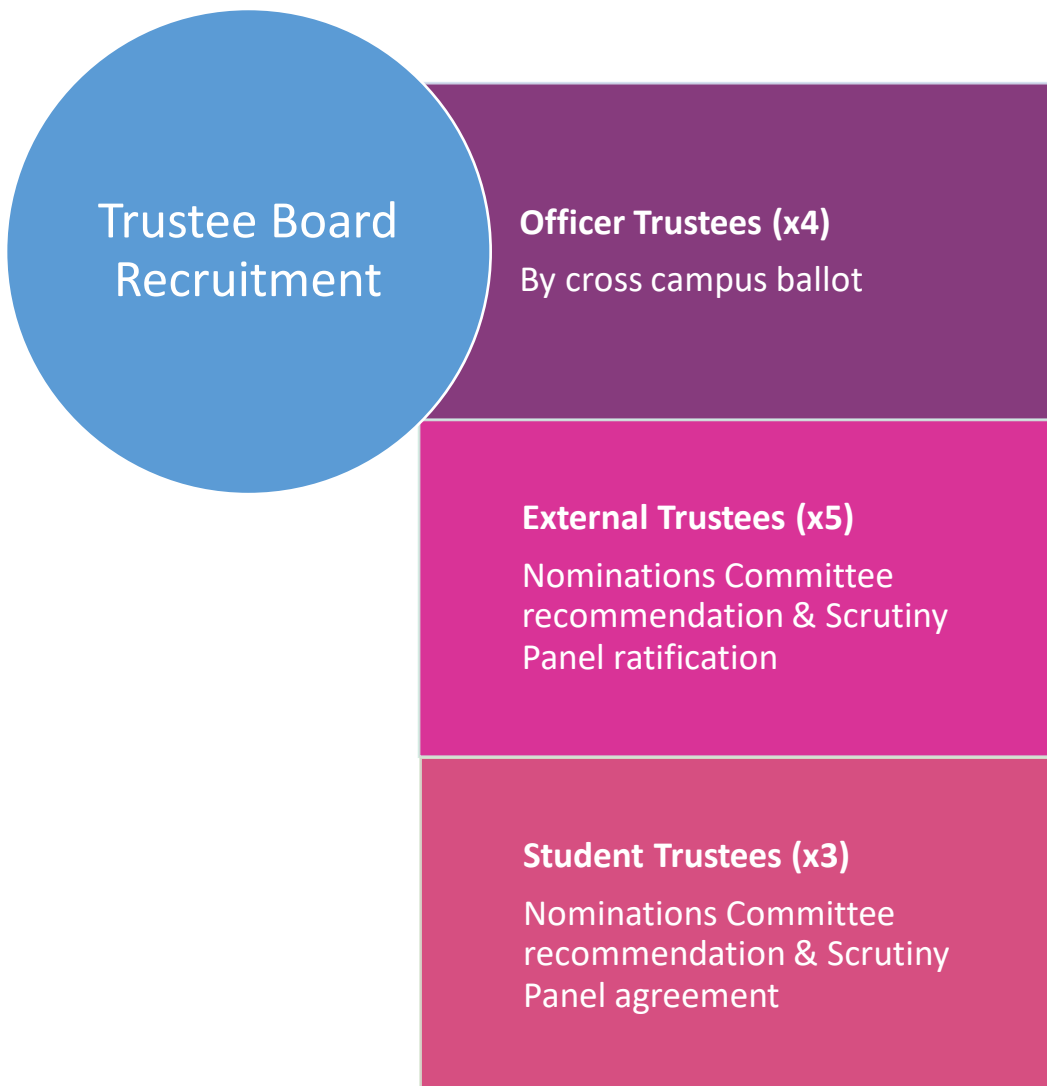 Trustee Board
Recruitment
Officer Trustees (x4)
By cross campus ballot
External Trustees (x5)
Nominations Committee
recommendation & Scrutiny
Panel ratification
Student Trustees (x3)
Nominations Committee
recommendation & Scrutiny
Panel agreement